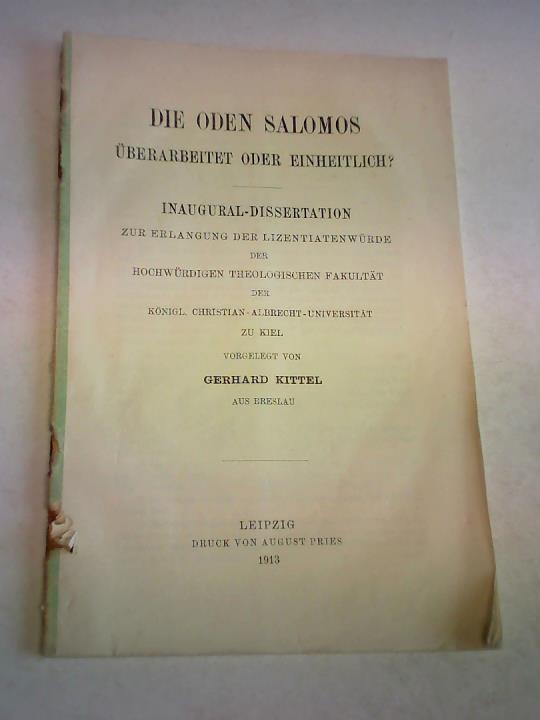 DIE ODEN SALOMOS
ÜBERARBEITET ODER EINHEITLICH?
INAUGURAL-DISSERTATION
ZUR ERLANGUNG DER LIZENTIATENWÜRDE
DER
HOCHWÜRDIGEN THEOLOGISCHEN FAKULTÄT
DER
KÖNIGL. CHRISTIAN-ALBRECHT-UNIVERSITÄT
ZU KIEL
VORGELEGT VON
GERHARD KITTEL
AUS BRESLAU
LEIPZIG
DRUCK VON AUGUST PRIES
1913